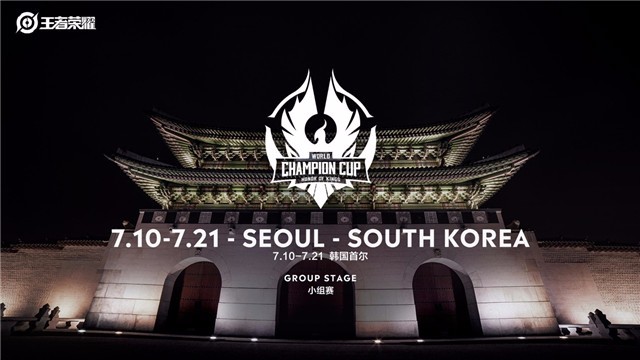 王者荣耀
WORLD
CHAMPION CUP
HONOR OF KINGS
7.10-7.21 - SEOUL - SOUTH KOREA
7.10-7.21 韩国首尔
GROUP STAGE
小组赛